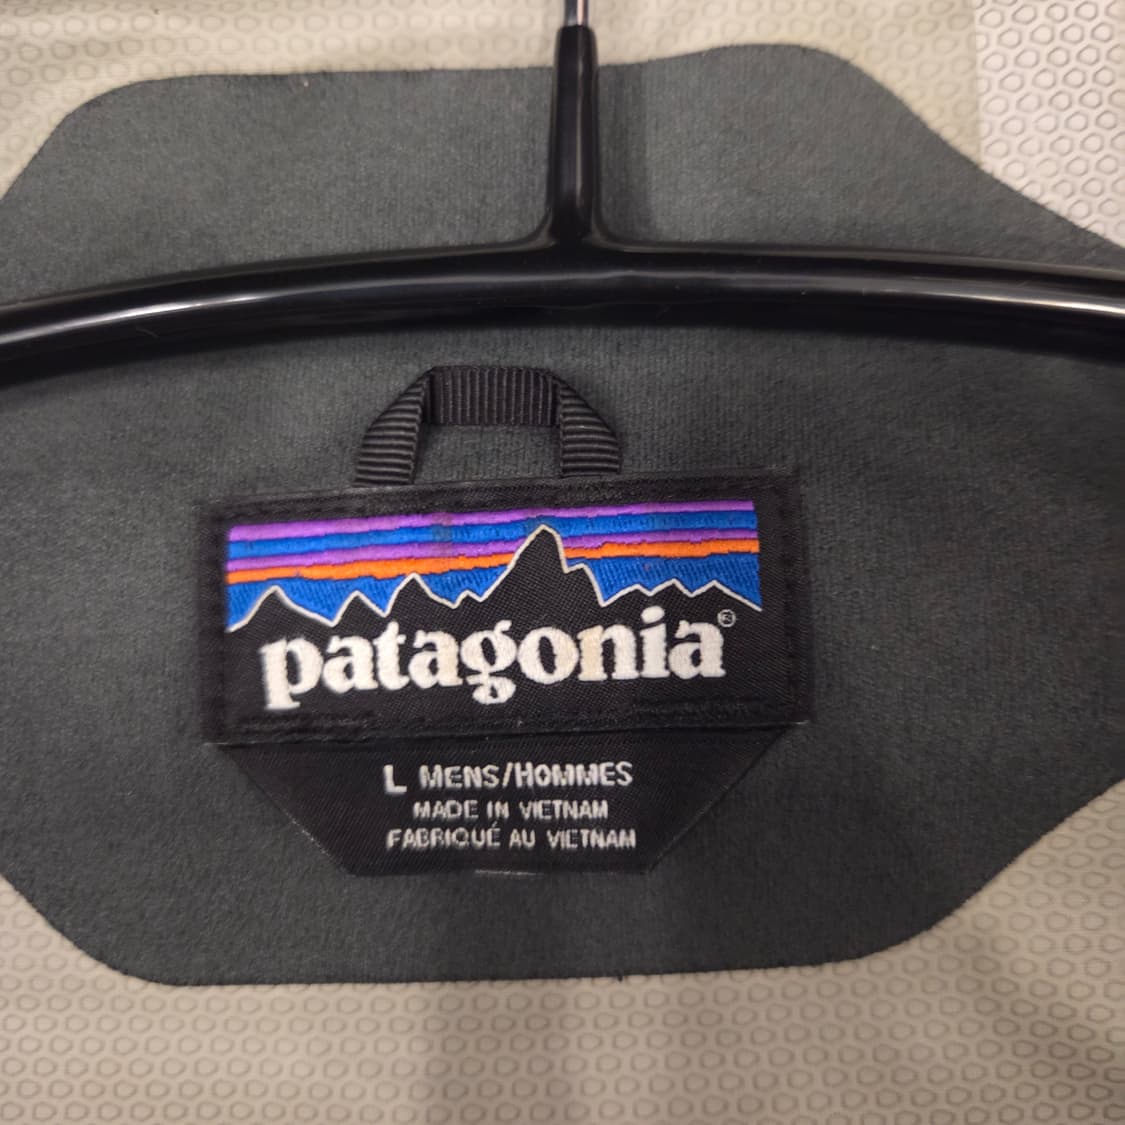 patagonia®
L MENS/HOMMES
MADE IN VIETNAM
FABRIQUÉ AU VIETNAM